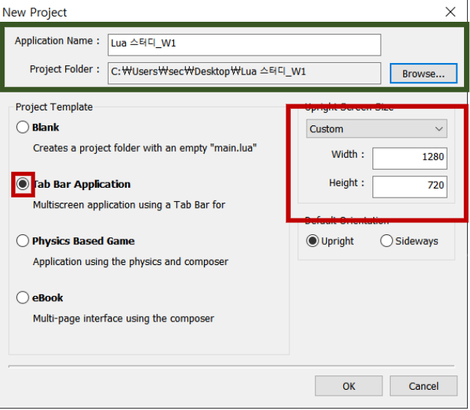 New Project
Application Name : Lua 스터디_W1
Project Folder : C:￦Users￦sec￦Desktop￦Lua 스터디_W1 Browse...
Project Template
Blank
Creates a project folder with an empty "main.lua"
Tab Bar Application
Multiscreen application using a Tab Bar for
Physics Based Game
Application using the physics and composer
eBook
Multi-page interface using the composer
Upright Screen Size
Custom
Width : 1280
Height : 720
Default Orientation
Upright Sideways
OK Cancel